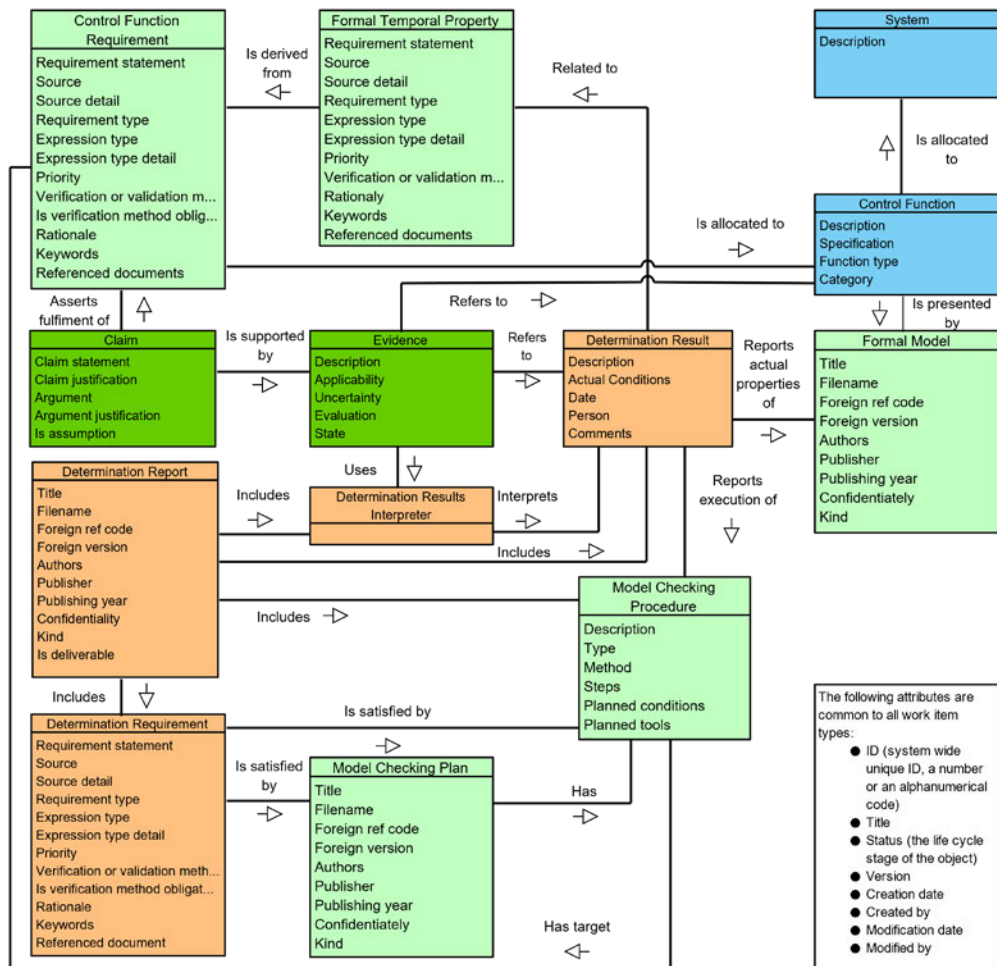 Control Function
Requirement
Requirement statement
Source
Source detail
Requirement type
Expression type
Expression type detail
Priority
Verification or validation m...
Is verification method oblig...
Rationale
Keywords
Referenced documents
Is derived
from
Formal Temporal Property
Requirement statement
Source
Source detail
Requirement type
Expression type
Expression type detail
Priority
Verification or validation m...
Rationaly
Keywords
Referenced documents
Related to
System
Description
Is allocated
to
Control Function
Description
Specification
Function type
Category
Is allocated to
Refers to
Is presented
by
Asserts
fulfiment of
Claim
Claim statement
Claim justification
Argument
Argument justification
Is assumption
Is supported
by
Evidence
Description
Applicability
Uncertainty
Evaluation
State
Refers
to
Determination Result
Description
Actual Conditions
Date
Person
Comments
Reports
actual
properties
of
Formal Model
Title
Filename
Foreign ref code
Foreign version
Authors
Publisher
Publishing year
Confidentiately
Kind
Uses
Determination Report
Title
Filename
Foreign ref code
Foreign version
Authors
Publisher
Publishing year
Confidentiality
Kind
Is deliverable
Includes
Determination Results
Interpreter
Interprets
Includes
Reports
execution of
Includes
Model Checking
Procedure
Description
Type
Method
Steps
Planned conditions
Planned tools
Includes
Determination Requirement
Requirement statement
Source
Source detail
Requirement type
Expression type
Expression type detail
Priority
Verification or validation meth...
Is verification method obligat...
Rationale
Keywords
Referenced document
Is satisfied by
Is satisfied
by
Model Checking Plan
Title
Filename
Foreign ref code
Foreign version
Authors
Publisher
Publishing year
Confidentiately
Kind
Has
Has target
The following attributes are
common to all work item
types:
● ID (system wide
unique ID, a number
or an alphanumerical
code)
● Title
● Status (the life cycle
stage of the object)
● Version
● Creation date
● Created by
● Modification date
● Modified by